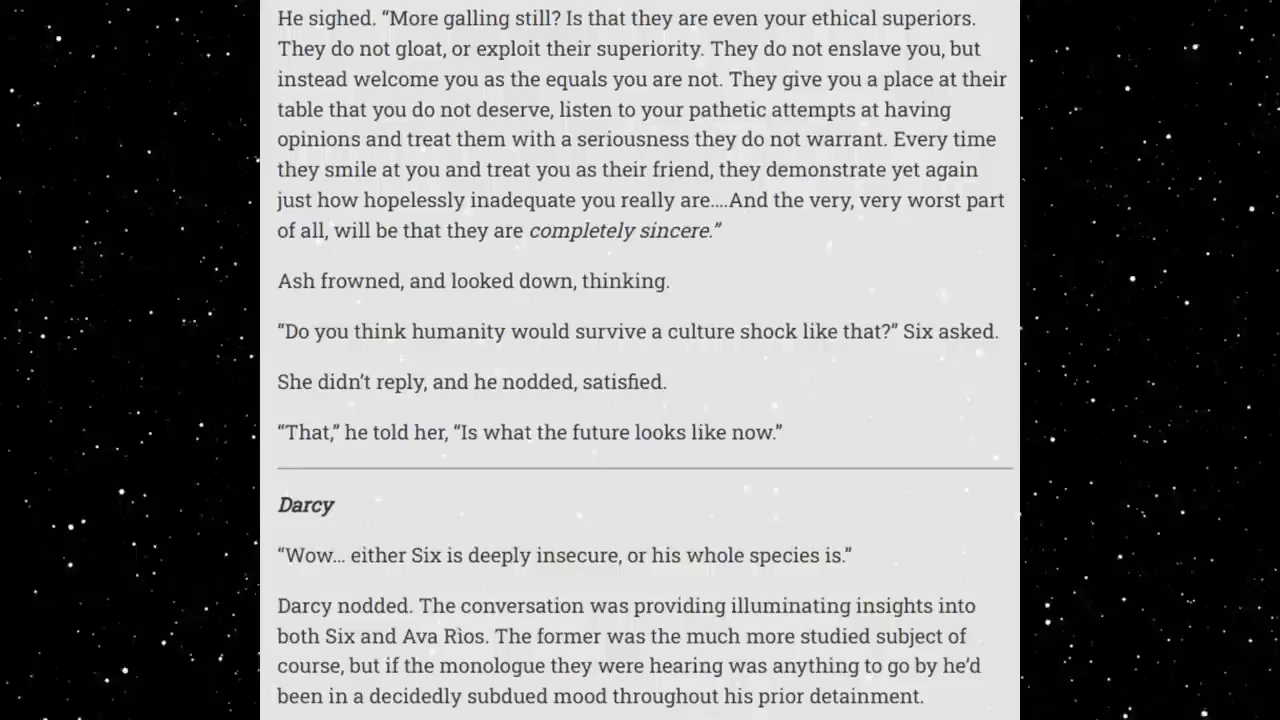 He sighed. “More galling still? Is that they are even your ethical superiors.
They do not gloat, or exploit their superiority. They do not enslave you, but
instead welcome you as the equals you are not. They give you a place at their
table that you do not deserve, listen to your pathetic attempts at having
opinions and treat them with a seriousness they do not warrant. Every time
they smile at you and treat you as their friend, they demonstrate yet again
just how hopelessly inadequate you really are....And the very, very worst part
of all, will be that they are completely sincere.”
Ash frowned, and looked down, thinking.
“Do you think humanity would survive a culture shock like that?” Six asked.
She didn’t reply, and he nodded, satisfied.
“That,” he told her, “Is what the future looks like now.”
Darcy
“Wow... either Six is deeply insecure, or his whole species is.”
Darcy nodded. The conversation was providing illuminating insights into
both Six and Ava Rìos. The former was the much more studied subject of
course, but if the monologue they were hearing was anything to go by he’d
been in a decidedly subdued mood throughout his prior detainment.